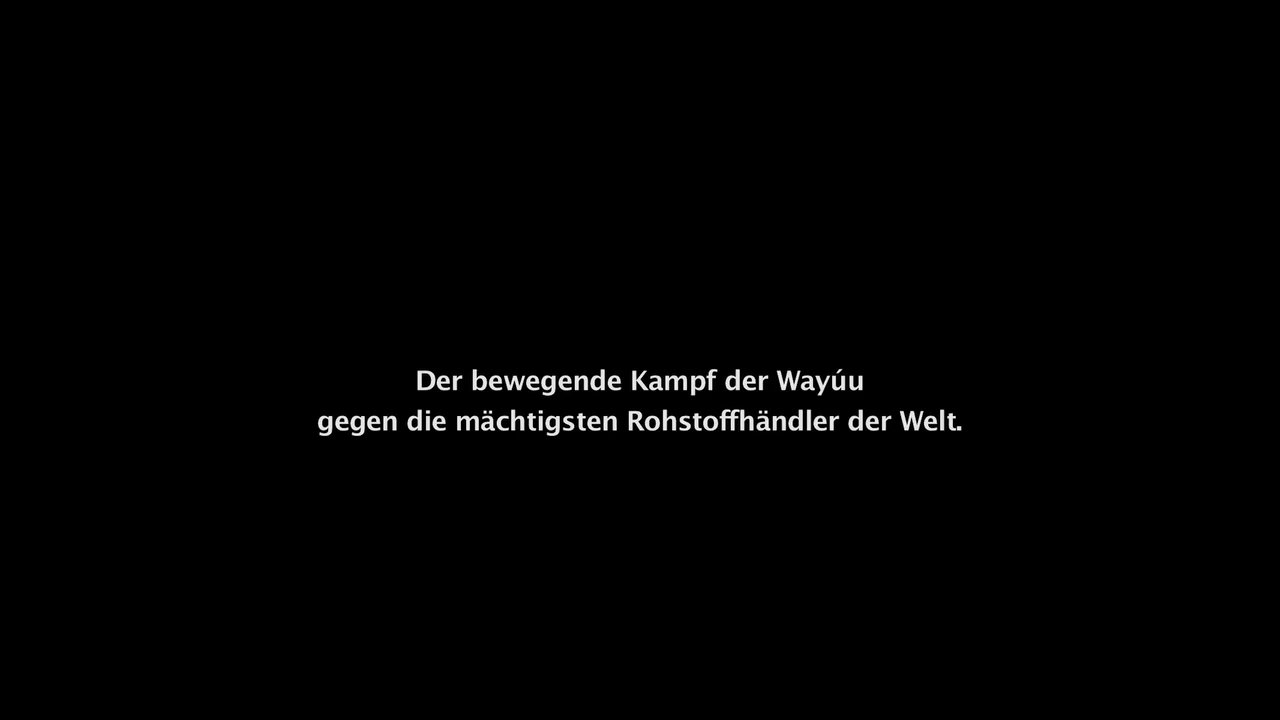 Der bewegende Kampf der Wayúu
gegen die mächtigsten Rohstoffhändler der Welt.